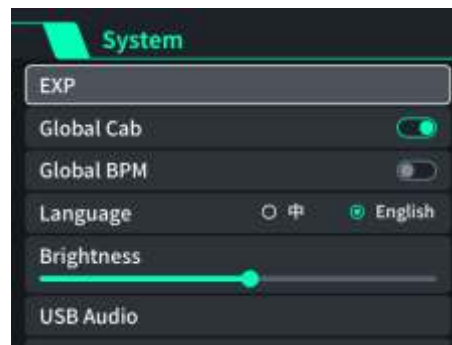 System
EXP
Global Cab
Global BPM
Language 中 English
Brightness
USB Audio